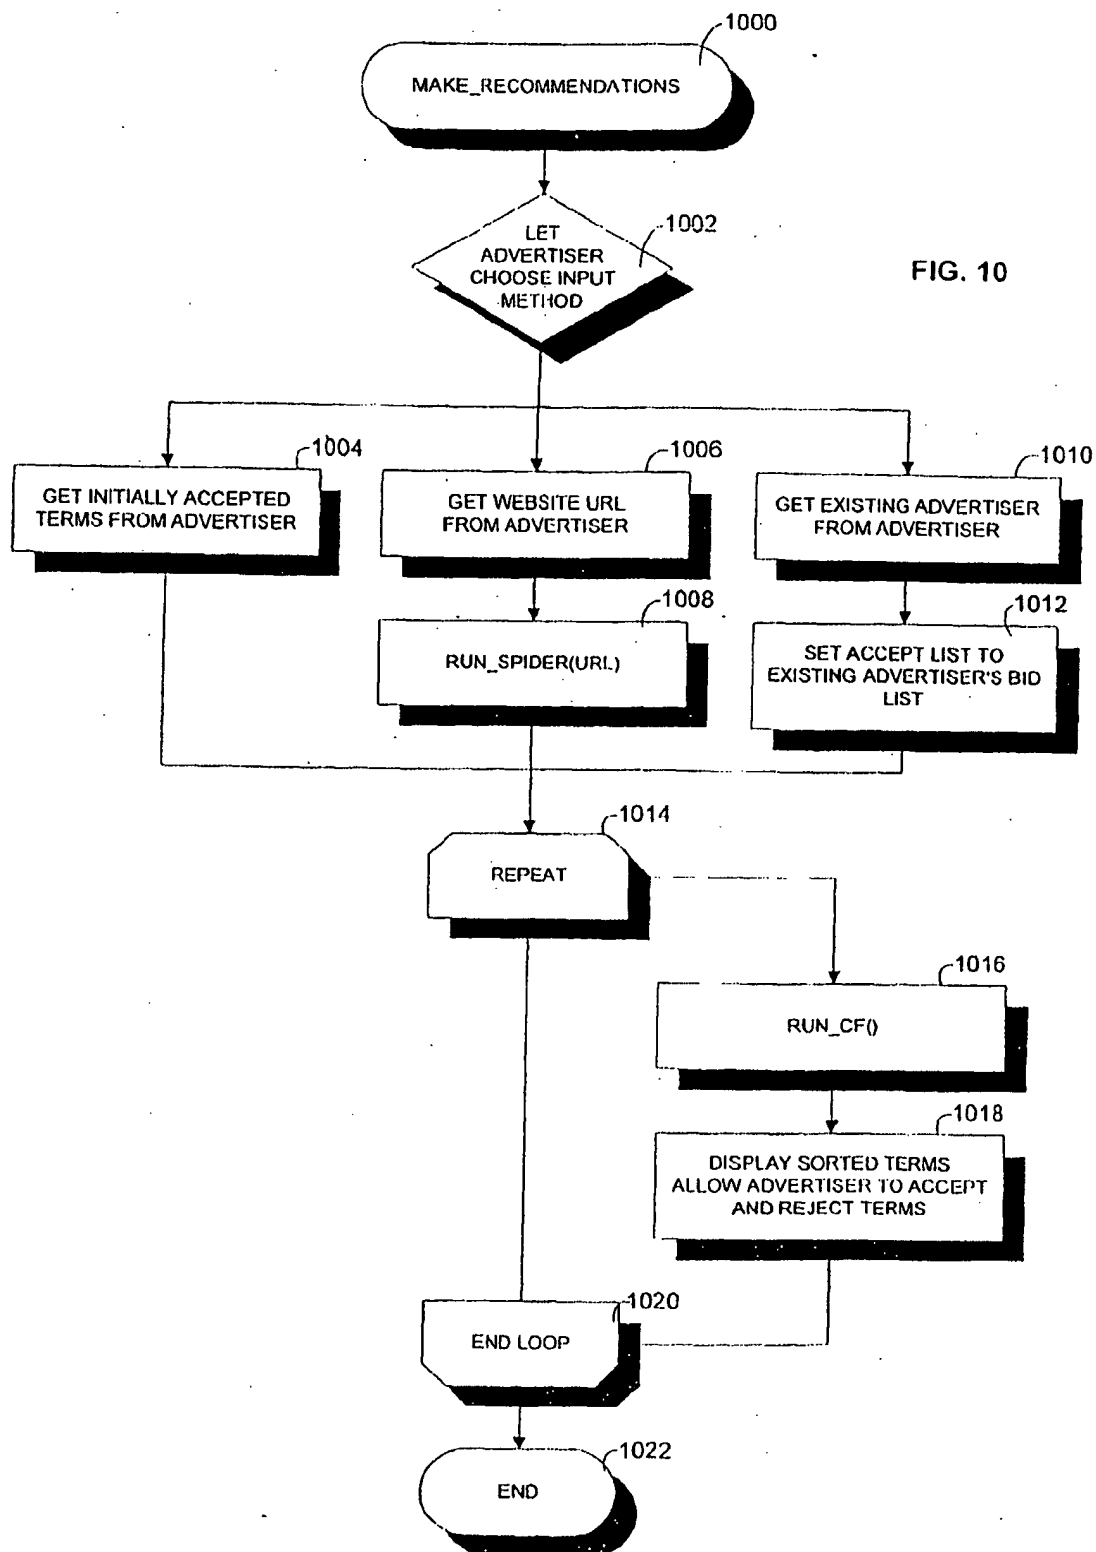 1000
MAKE_RECOMMENDATIONS
1002
LET
ADVERTISER
CHOOSE INPUT
METHOD
FIG. 10
1004
GET INITIALLY ACCEPTED
TERMS FROM ADVERTISER
1006
GET WEBSITE URL
FROM ADVERTISER
1010
GET EXISTING ADVERTISER
FROM ADVERTISER
1008
RUN_SPIDER(URL)
1012
SET ACCEPT LIST TO
EXISTING ADVERTISER'S BID
LIST
1014
REPEAT
1016
RUN_CF()
1018
DISPLAY SORTED TERMS
ALLOW ADVERTISER TO ACCEPT
AND REJECT TERMS
1020
END LOOP
1022
END